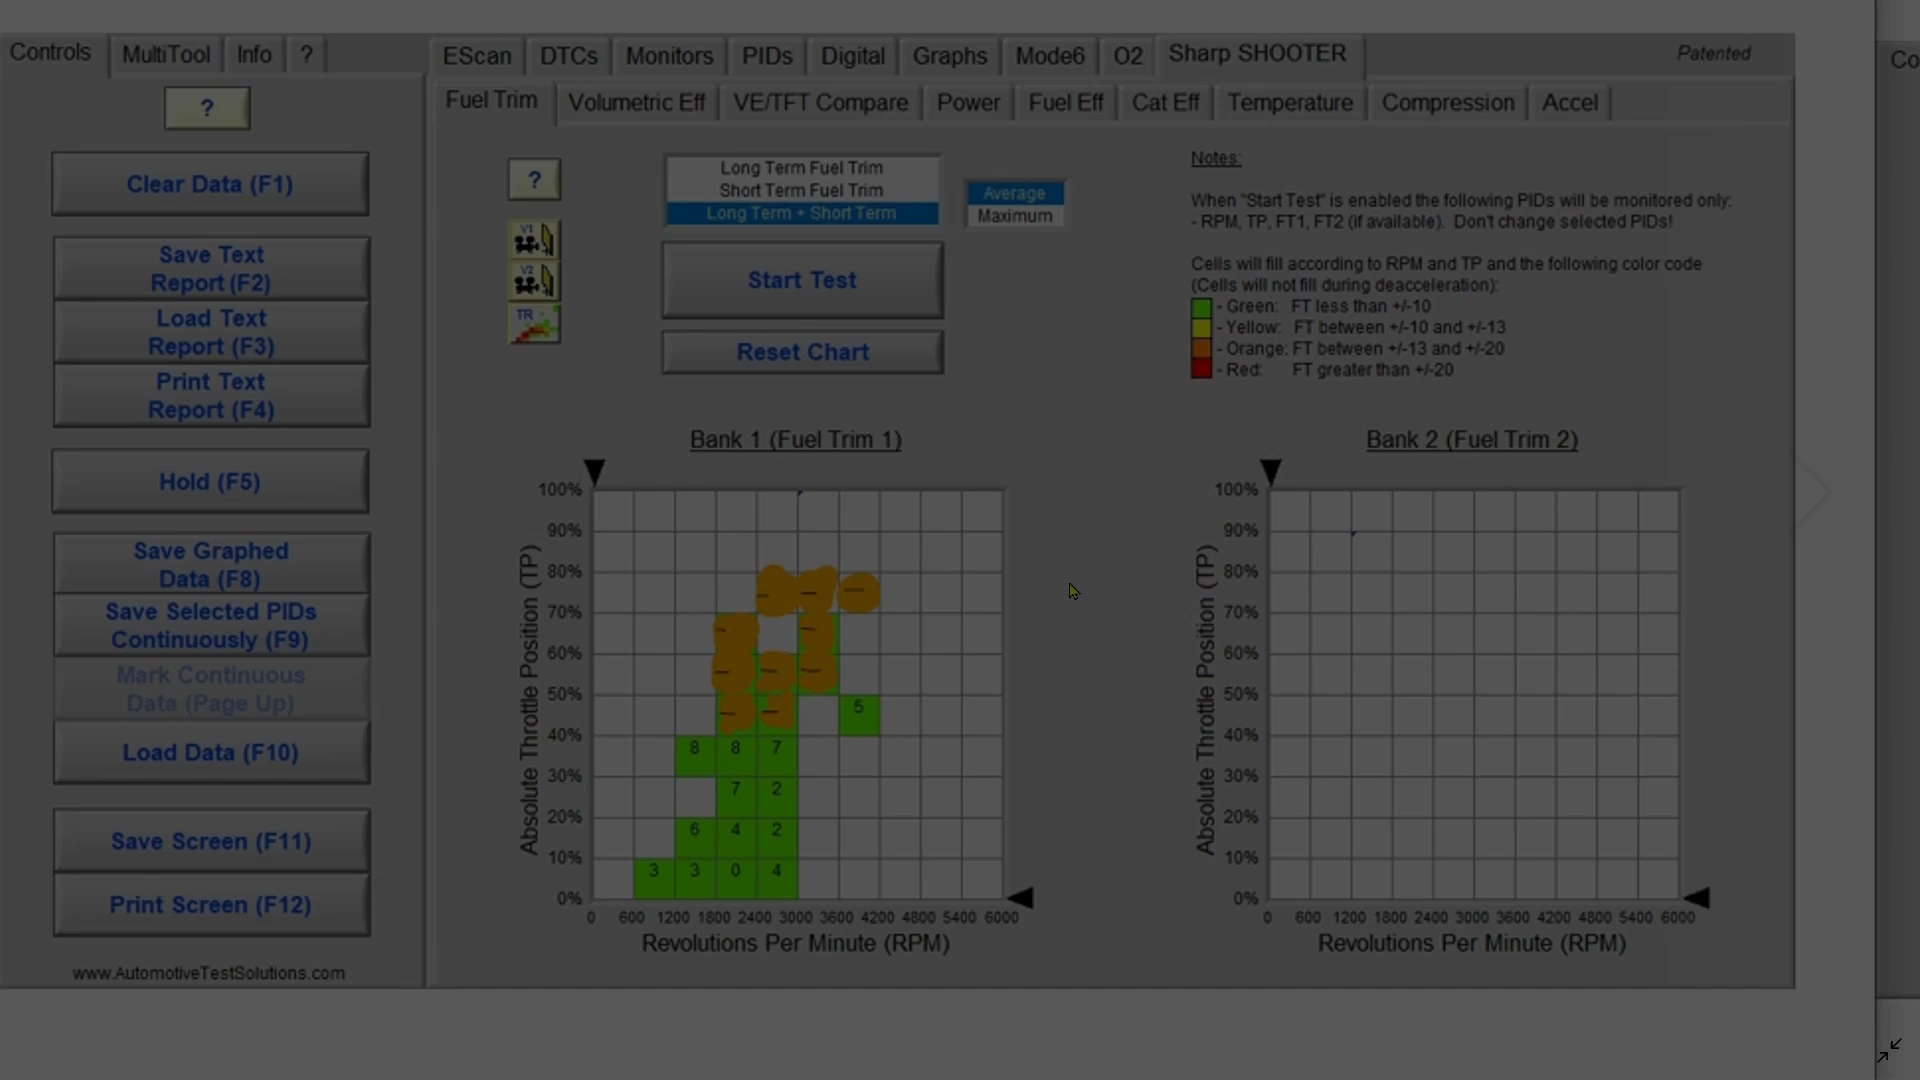 Controls MultiTool Info ?
EScan DTCs Monitors PIDs Digital Graphs Mode6 O2 Sharp SHOOTER Patented
Co
Fuel Trim Volumetric Eff VE/TFT Compare Power Fuel Eff Cat Eff Temperature Compression Accel
?
Clear Data (F1)
Save Text
Report (F2)
Load Text
Report (F3)
Print Text
Report (F4)
Hold (F5)
Save Graphed
Data (F8)
Save Selected PIDs
Continuously (F9)
Mark Continuous
Data (Page Up)
Load Data (F10)
Save Screen (F11)
Print Screen (F12)
www.AutomotiveTestSolutions.com
?
V1
V2
TR
Long Term Fuel Trim
Short Term Fuel Trim
Long Term + Short Term
Average
Maximum
Start Test
Reset Chart
Notes:
When "Start Test" is enabled the following PIDs will be monitored only:
- RPM, TP, FT1, FT2 (if available). Don't change selected PIDs!
Cells will fill according to RPM and TP and the following color code
(Cells will not fill during deacceleration):
- Green: FT less than +/-10
- Yellow: FT between +/-10 and +/-13
- Orange: FT between +/-13 and +/-20
- Red: FT greater than +/-20
Bank 1 (Fuel Trim 1)
Absolute Throttle Position (TP)
100%
90%
80%
70%
60%
50%
5
40%
8 8 7
30%
7 2
20%
6 4 2
10%
3 3 0 4
0%
0 600 1200 1800 2400 3000 3600 4200 4800 5400 6000
Revolutions Per Minute (RPM)
Bank 2 (Fuel Trim 2)
Absolute Throttle Position (TP)
100%
90%
80%
70%
60%
50%
40%
30%
20%
10%
0%
0 600 1200 1800 2400 3000 3600 4200 4800 5400 6000
Revolutions Per Minute (RPM)